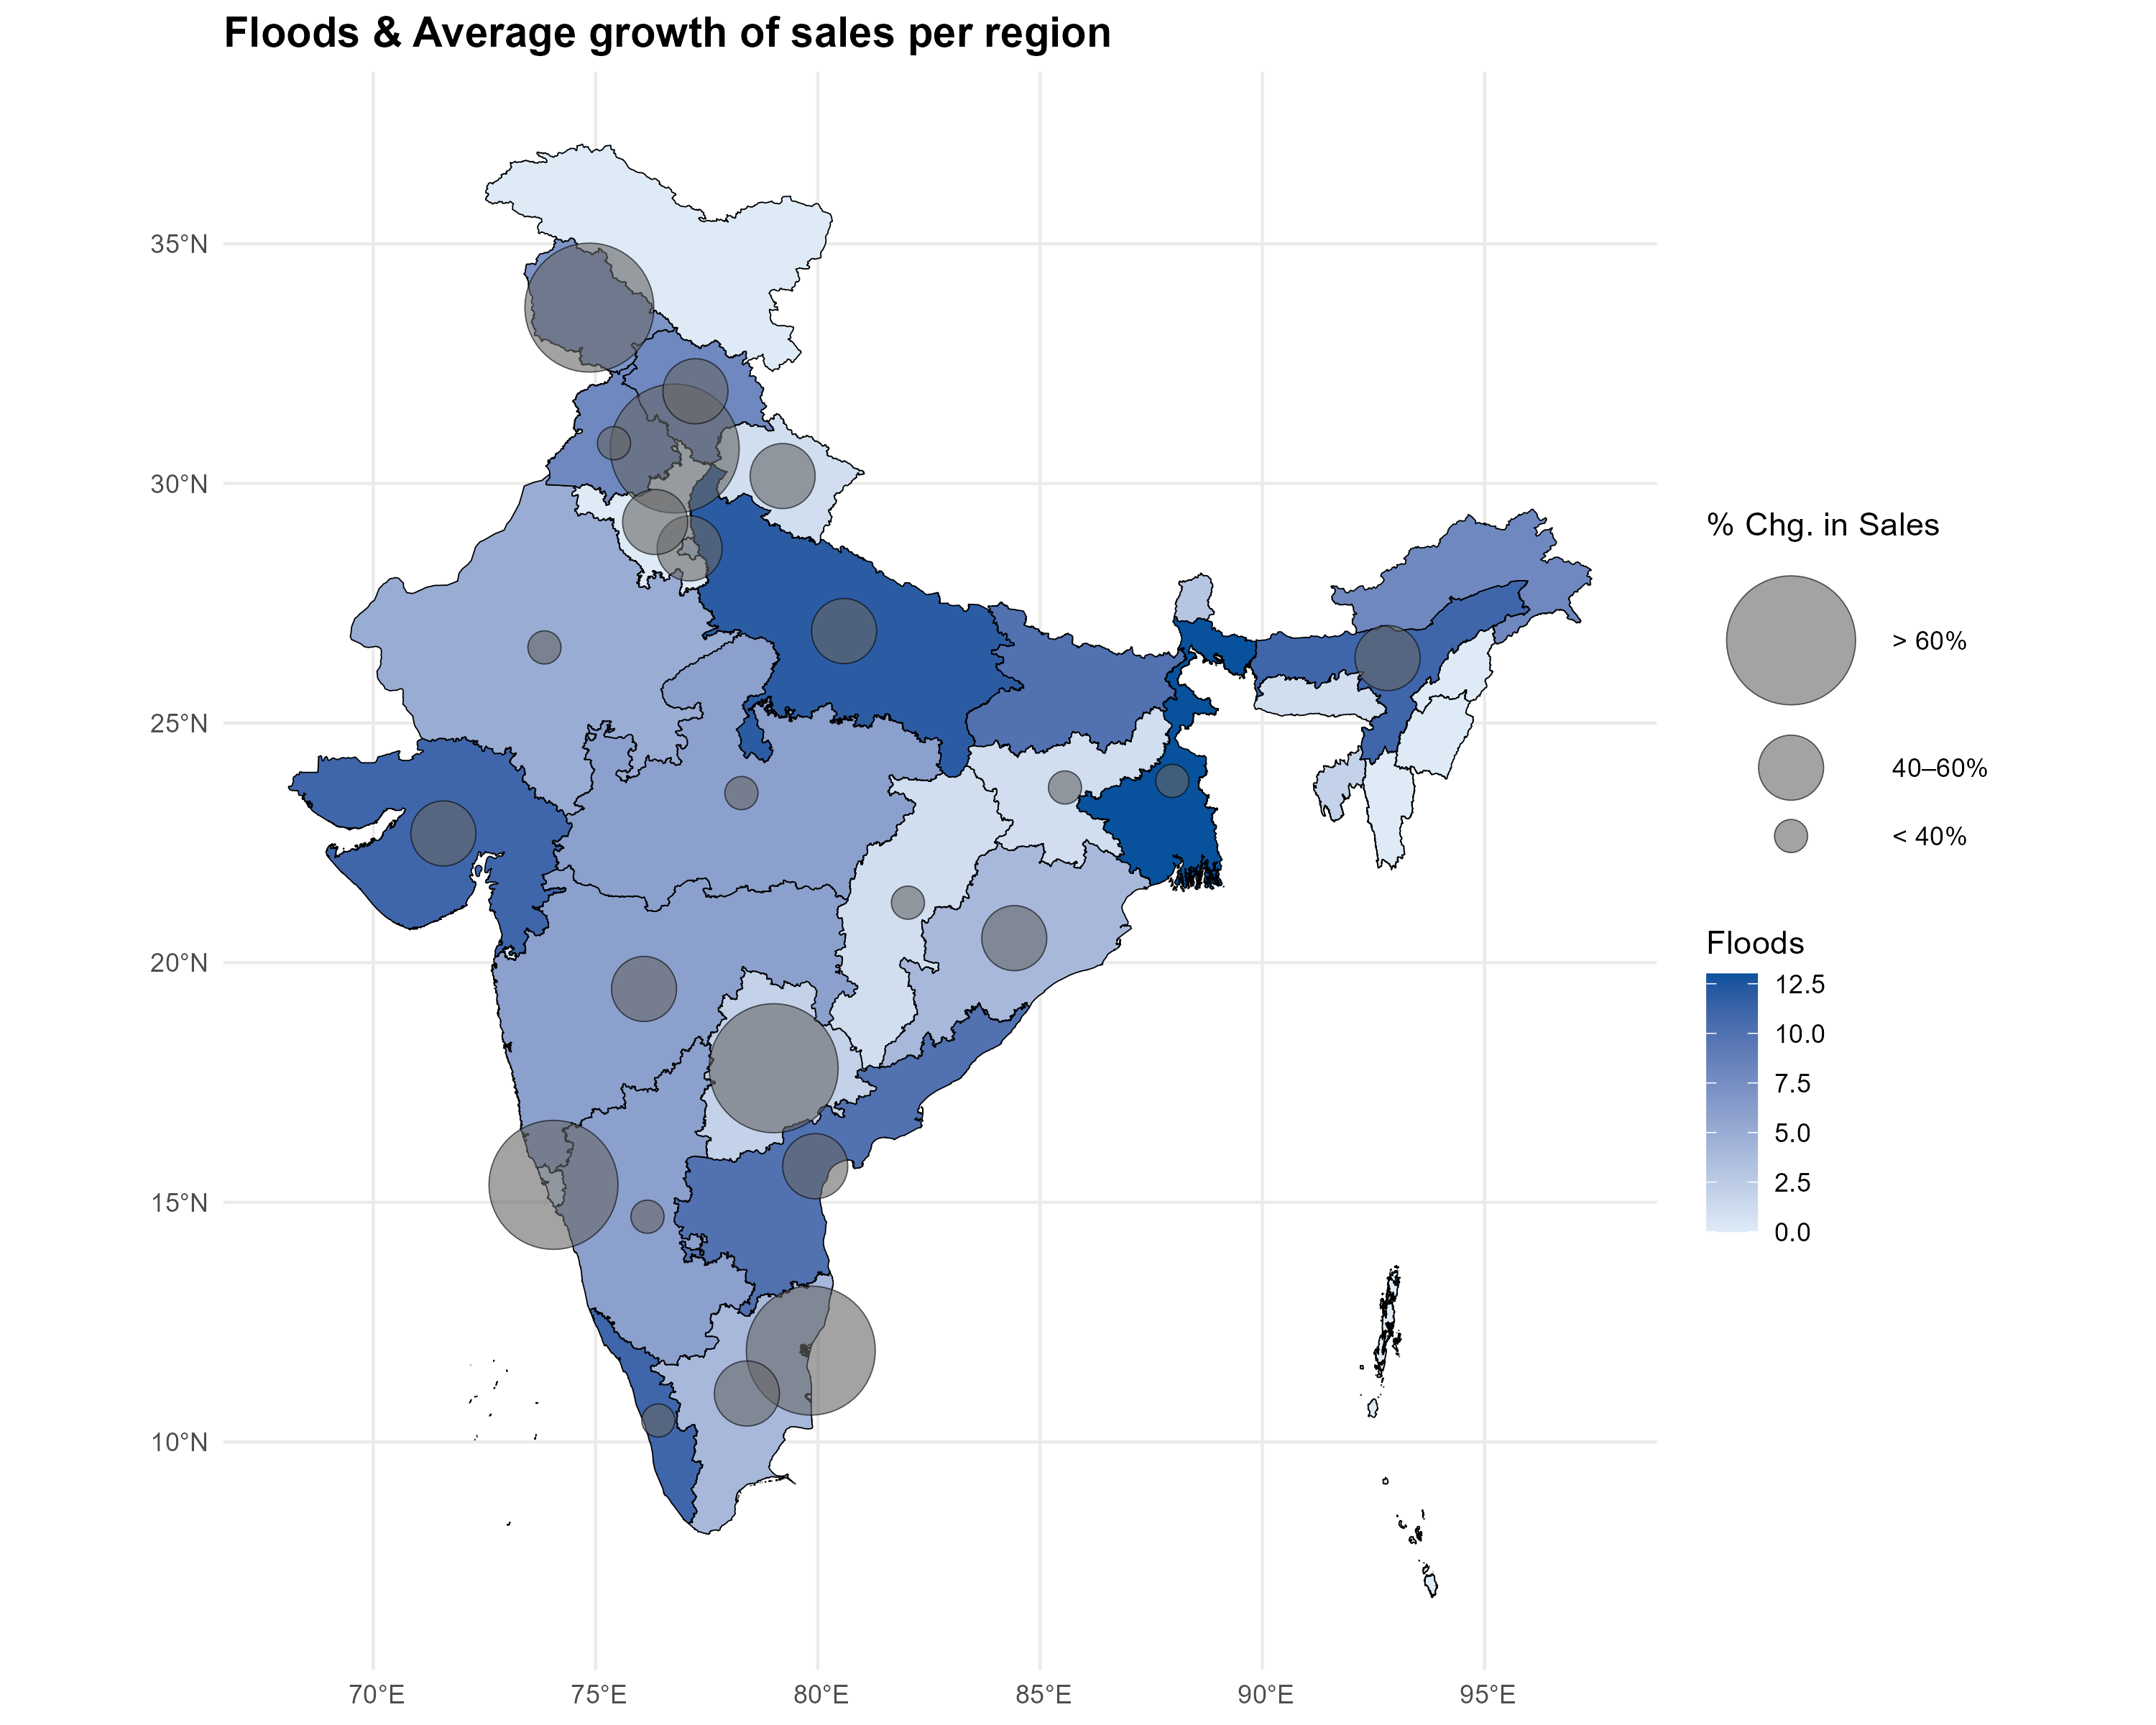 Floods & Average growth of sales per region
35°N
30°N
25°N
20°N
15°N
10°N
70°E
75°E
80°E
85°E
90°E
95°E
% Chg. in Sales
> 60%
40–60%
< 40%
Floods
12.5
10.0
7.5
5.0
2.5
0.0